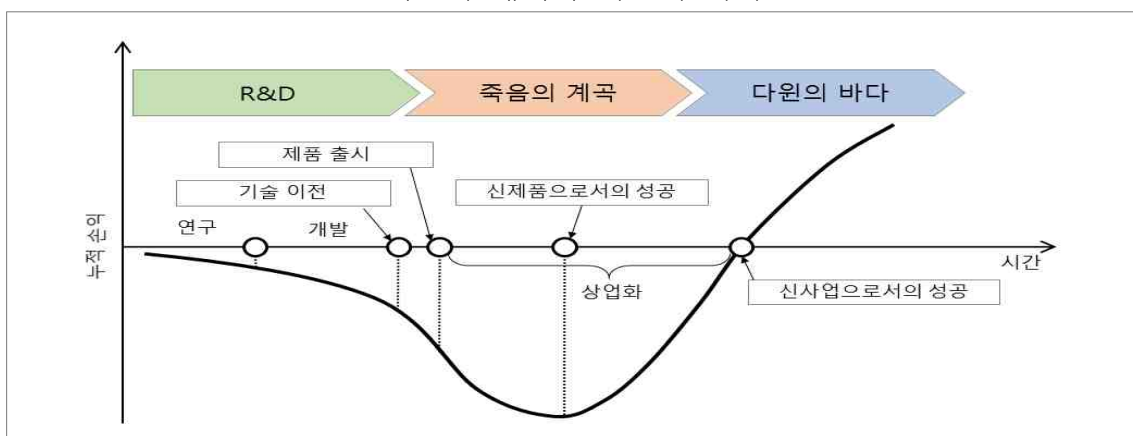 R&D
죽음의 계곡
다윈의 바다
제품 출시
기술 이전
신제품으로서의 성공
연구
개발
누적 손익
시간
상업화
신사업으로서의 성공